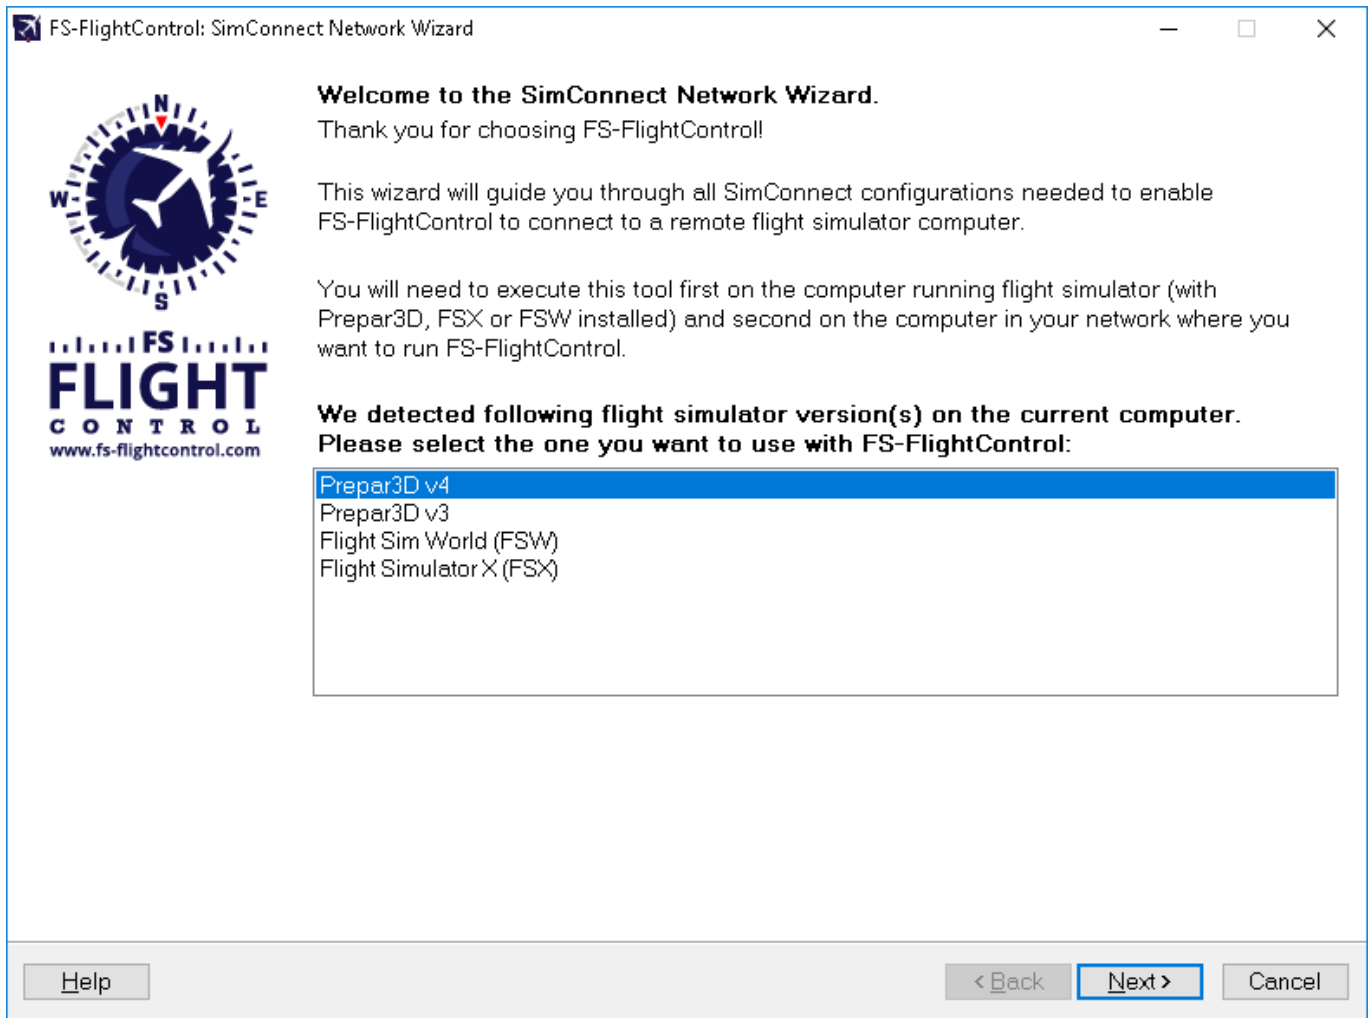 FS-FlightControl: SimConnect Network Wizard
N
W
E
S
FS
FLIGHT
CONTROL
www.fs-flightcontrol.com
Welcome to the SimConnect Network Wizard.
Thank you for choosing FS-FlightControl!
This wizard will guide you through all SimConnect configurations needed to enable
FS-FlightControl to connect to a remote flight simulator computer.
You will need to execute this tool first on the computer running flight simulator (with
Prepar3D, FSX or FSW installed) and second on the computer in your network where you
want to run FS-FlightControl.
We detected following flight simulator version(s) on the current computer.
Please select the one you want to use with FS-FlightControl:
Prepar3D v4
Prepar3D v3
Flight Sim World (FSW)
Flight Simulator X (FSX)
Help
< Back
Next >
Cancel